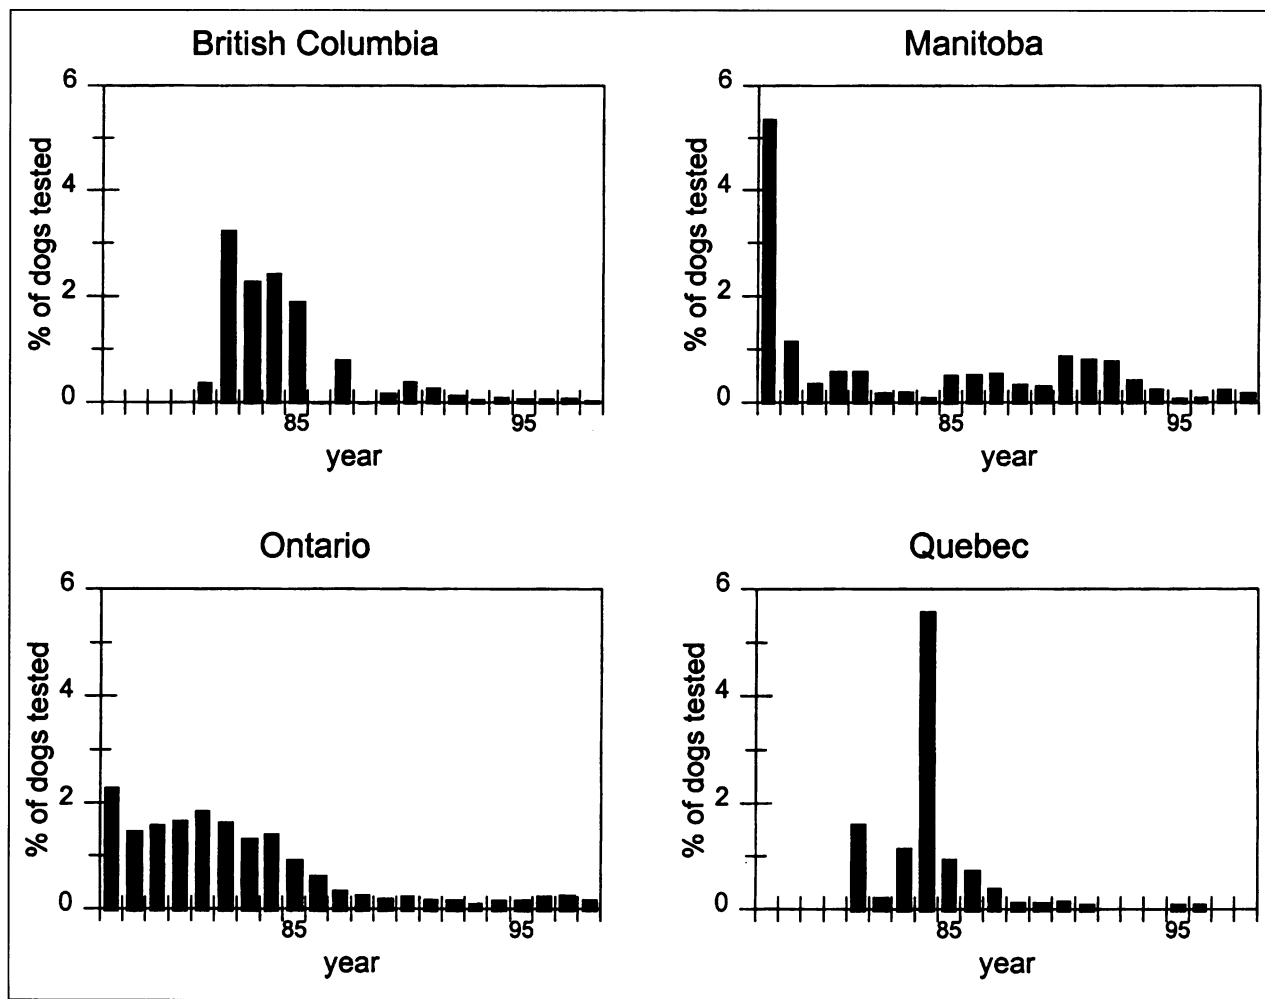 British Columbia
6
4
2
0
% of dogs tested
85
95
year
Manitoba
6
4
2
0
% of dogs tested
85
95
year
Ontario
6
4
2
0
% of dogs tested
85
95
year
Quebec
6
4
2
0
% of dogs tested
85
95
year